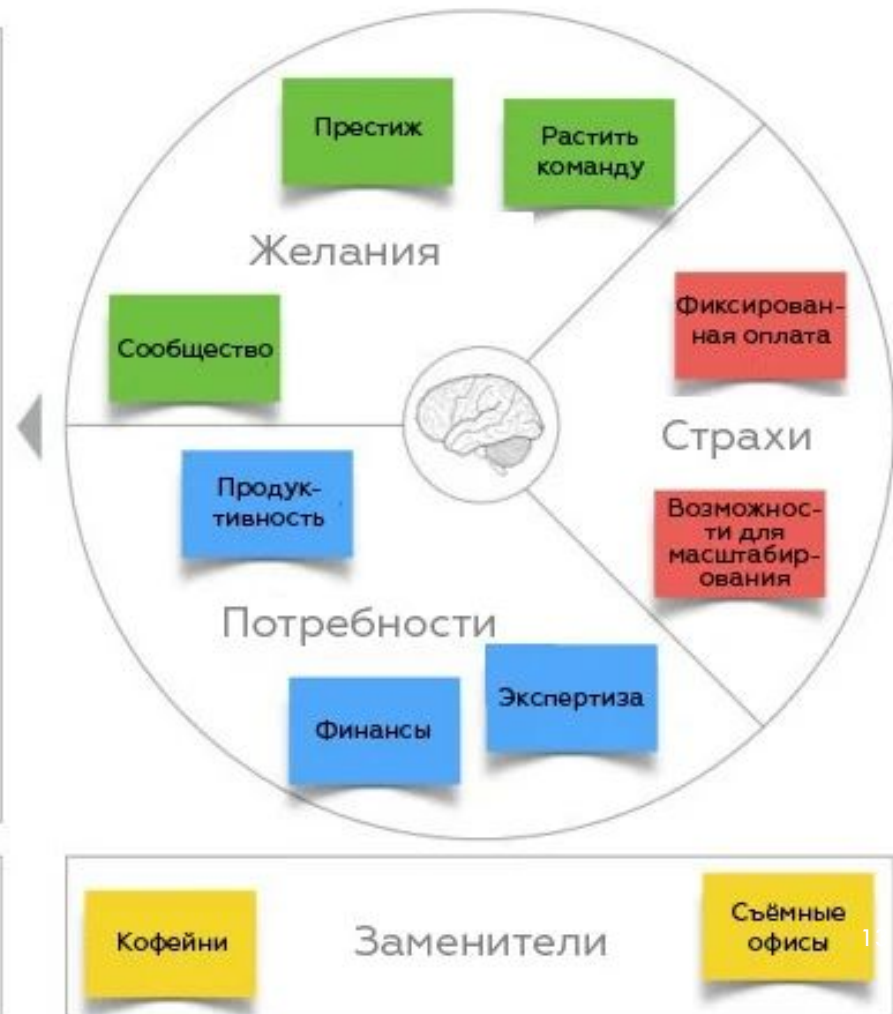 Престиж
Растить
команду
Желания
Фиксирован-
ная оплата
Сообщество
Страхи
Продук-
тивность
Возможнос-
ти для
масштабир-
ования
Потребности
Экспертиза
Финансы
Кофейни
Заменители
Съёмные
офисы
1